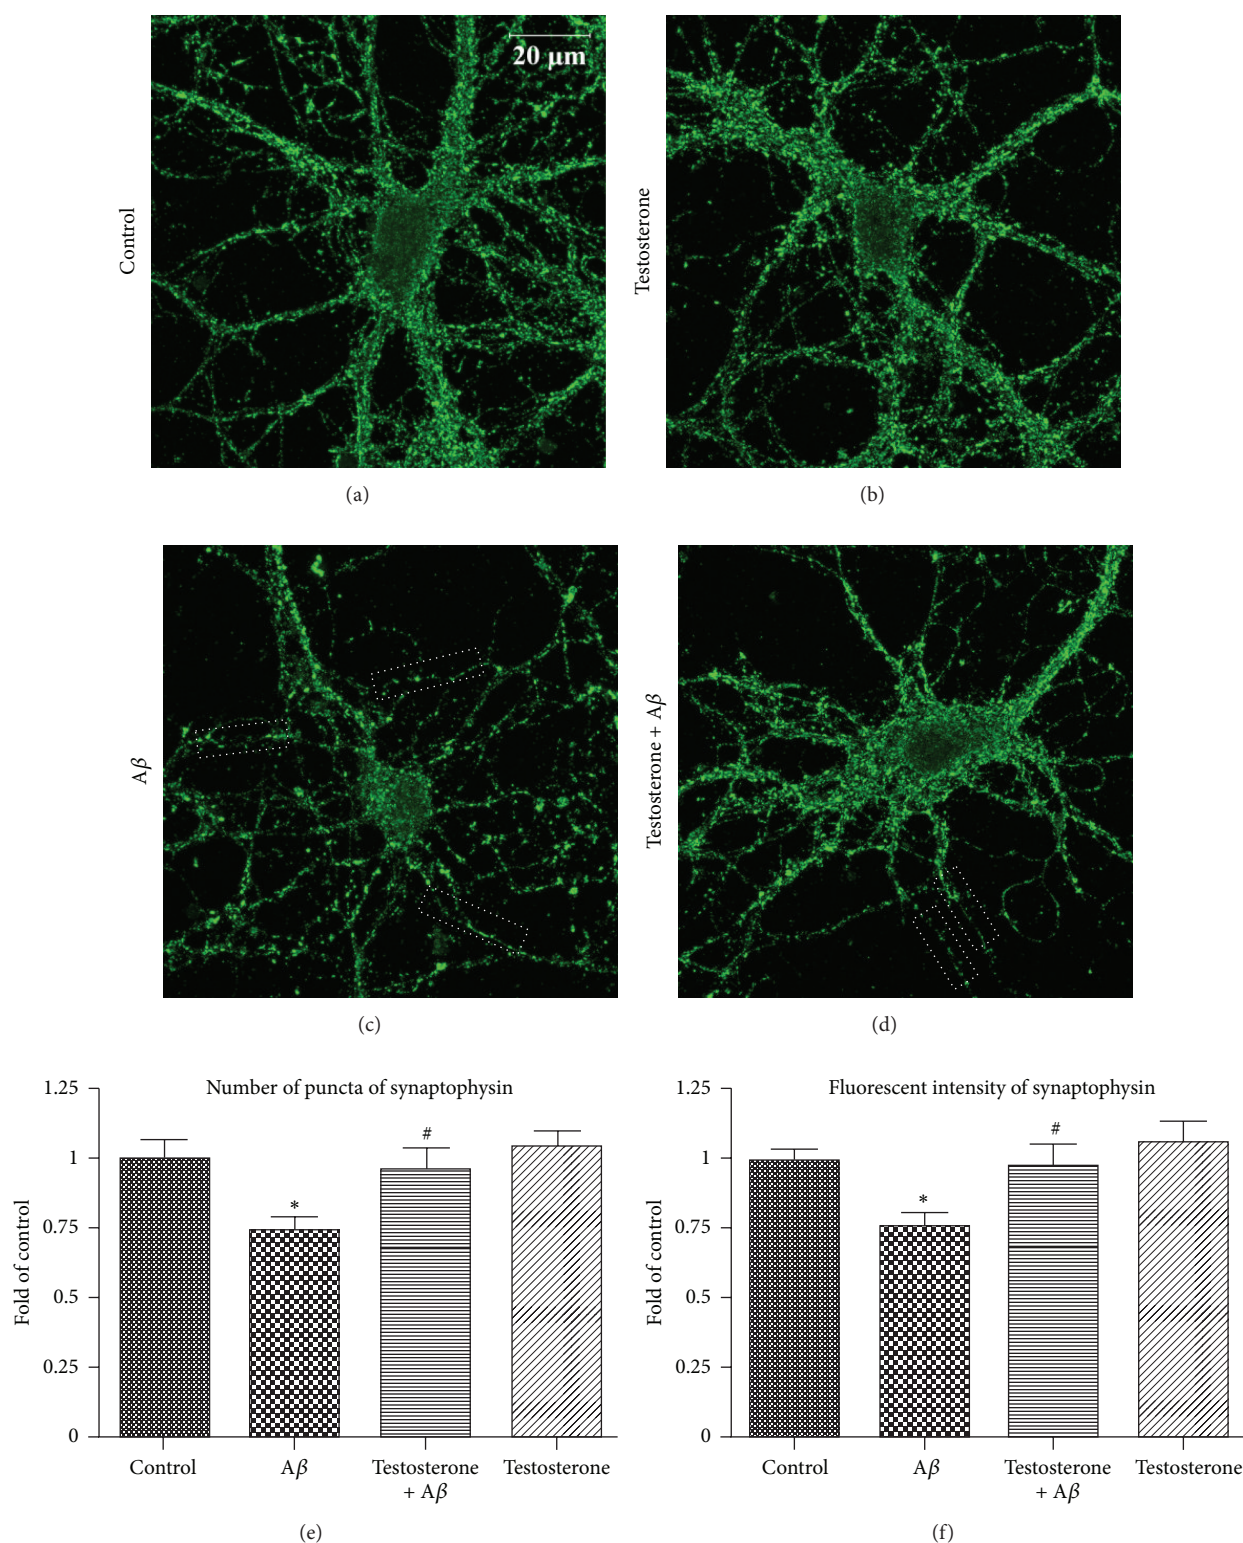 20 μm
Control
Testosterone
(a)
(b)
Aβ
Testosterone + Aβ
(c)
(d)
Number of puncta of synaptophysin
1.25
1
0.75
0.5
0.25
0
Fold of control
*
#
Control
Aβ
Testosterone
+ Aβ
Testosterone
(e)
Fluorescent intensity of synaptophysin
1.25
1
0.75
0.5
0.25
0
Fold of control
*
#
Control
Aβ
Testosterone
+ Aβ
Testosterone
(f)